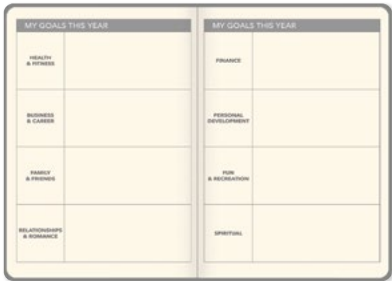 MY GOALS THIS YEAR
HEALTH
& FITNESS
BUSINESS
& CAREER
FAMILY
& FRIENDS
RELATIONSHIPS
& ROMANCE
MY GOALS THIS YEAR
FINANCE
PERSONAL
DEVELOPMENT
FUN
& RECREATION
SPIRITUAL